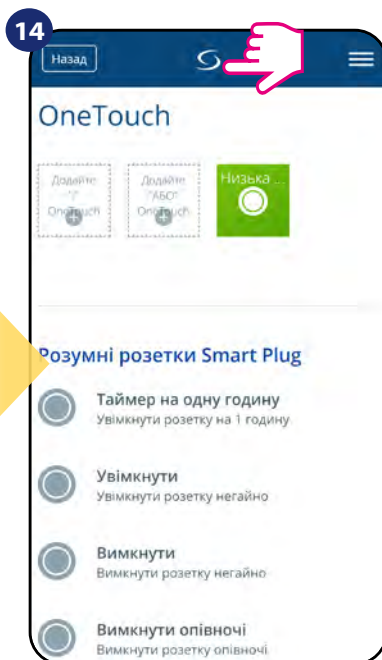 14
Назад
OneTouch
Додайте
"І"
OneTouch
Додайте
"АБО"
OneTouch
Низька ...
Розумні розетки Smart Plug
Таймер на одну годину
Увімкнути розетку на 1 годину
Увімкнути
Увімкнути розетку негайно
Вимкнути
Вимкнути розетку негайно
Вимкнути опівночі
Вимкнути розетку опівночі